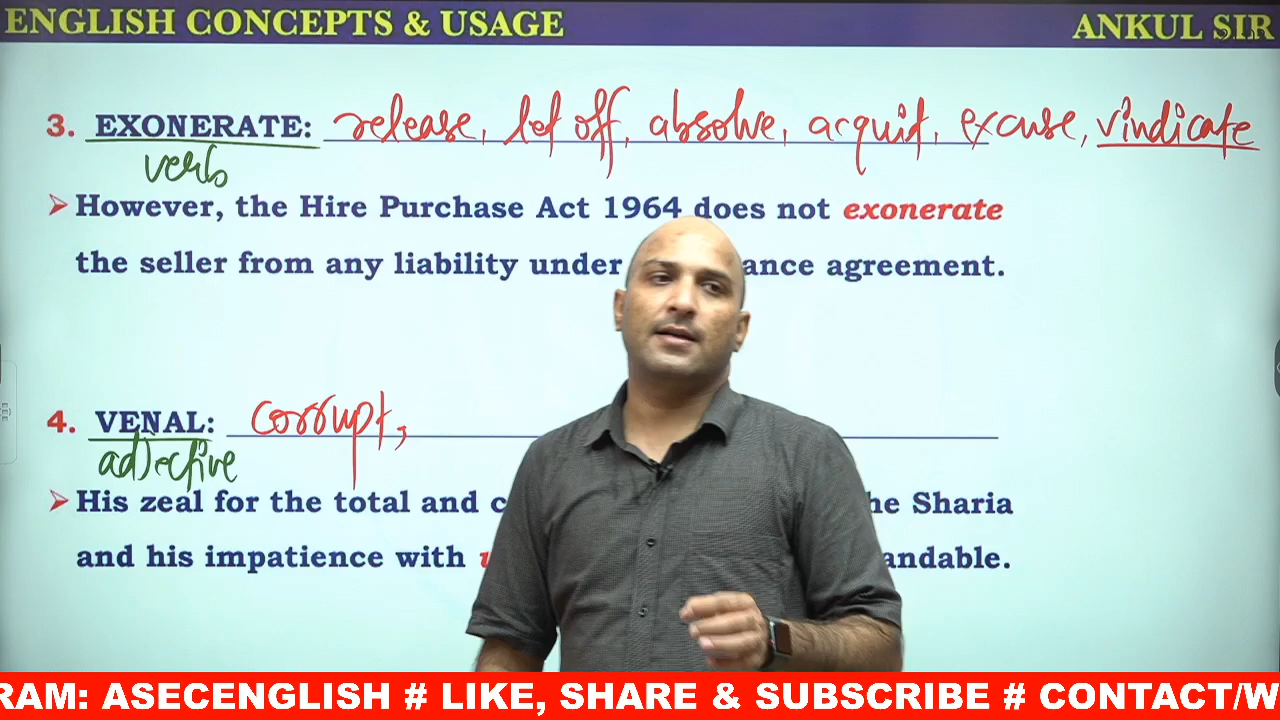 ENGLISH CONCEPTS & USAGE ANKUL SIR
3. EXONERATE: release, let off, absolve, acquit, excuse, vindicate
verb
➢ However, the Hire Purchase Act 1964 does not exonerate
the seller from any liability under ance agreement.
4. VENAL: corrupt,
adjective
➢ His zeal for the total and c he Sharia
and his impatience with andable.
RAM: ASECENGLISH # LIKE, SHARE & SUBSCRIBE # CONTACT/W